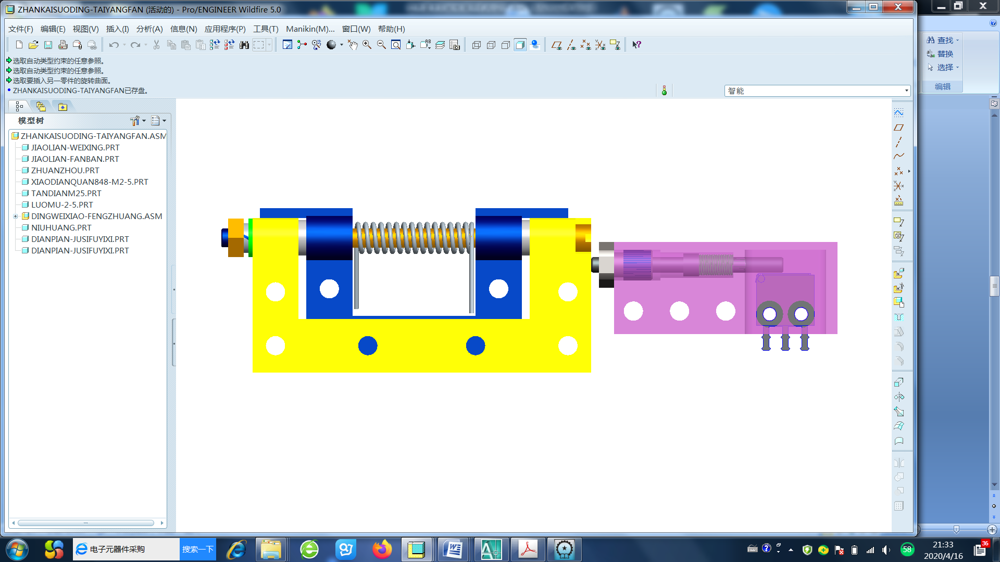 ZHANKAISUODING-TAIYANGFAN (活动的) - Pro/ENGINEER Wildfire 5.0
文件(F) 编辑(E) 视图(V) 插入(I) 分析(A) 信息(N) 应用程序(P) 工具(T) Manikin(M)... 窗口(W) 帮助(H)
查找
替换
选择
编辑
选取自动类型约束的任意参照。
选取自动类型约束的任意参照。
选取要插入另一零件的旋转曲面。
ZHANKAISUODING-TAIYANGFAN已存盘。
智能
模型树
ZHANKAISUODING-TAIYANGFAN.ASM
JIAOLIAN-WEIXING.PRT
JIAOLIAN-FANBAN.PRT
ZHUANZHOU.PRT
XIAODIANQUAN848-M2-5.PRT
TANDIANM25.PRT
LUOMU-2-5.PRT
DINGWEIXIAO-FENGZHUANG.ASM
NIUHUANG.PRT
DIANPIAN-JUSIFUYIXI.PRT
DIANPIAN-JUSIFUYIXI.PRT
电子元器件采购 搜索一下
58
21:33
2020/4/16
36